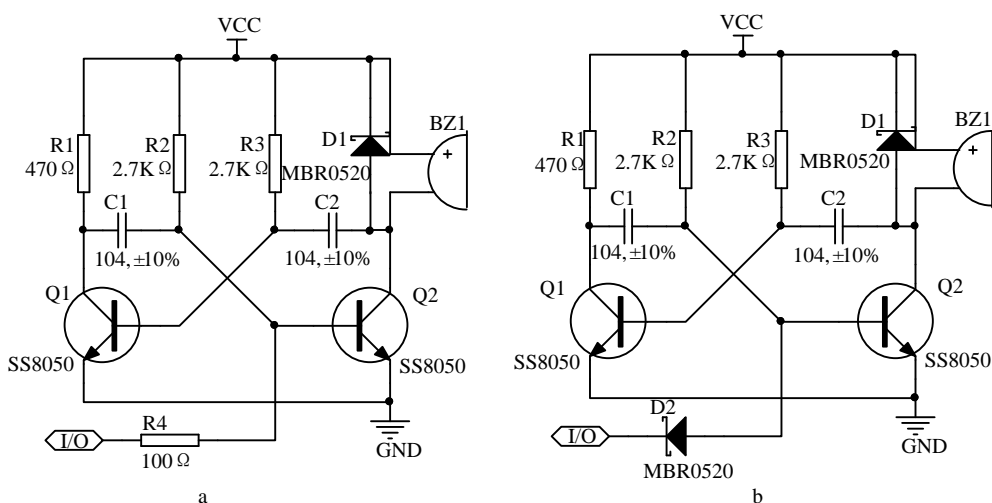 VCC
R1
470 Ω
R2
2.7K Ω
R3
2.7K Ω
D1
MBR0520
BZ1
+
C1
104, ±10%
C2
104, ±10%
Q1
SS8050
Q2
SS8050
I/O
R4
100 Ω
GND
a
VCC
R1
470 Ω
R2
2.7K Ω
R3
2.7K Ω
D1
MBR0520
BZ1
+
C1
104, ±10%
C2
104, ±10%
Q1
SS8050
Q2
SS8050
I/O
D2
MBR0520
GND
b